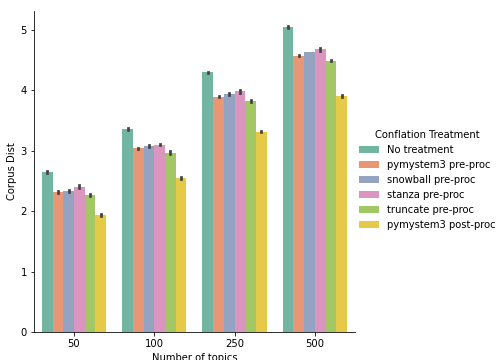 5
4
3
2
1
0
Corpus Dist
50 100 250 500
Number of topics
Conflation Treatment
No treatment
pymystem3 pre-proc
snowball pre-proc
stanza pre-proc
truncate pre-proc
pymystem3 post-proc